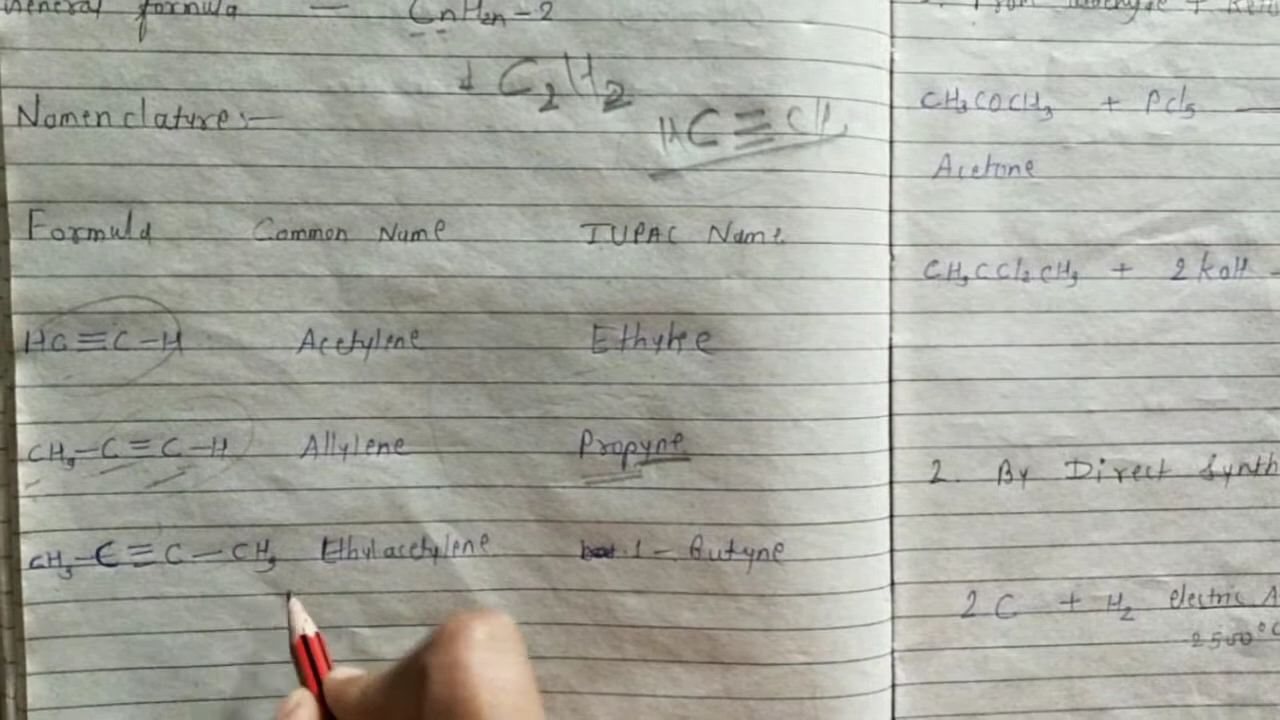 General formula — CnH2n-2
↓ C2H2
HC≡CH
Nomenclature:-
Formula Common Name IUPAC Name
HC≡C-H Acetylene Ethyne
CH3-C≡C-H Allylene Propyne
CH3-C≡C-CH3 Ethylacetylene 1-Butyne
CH3COCH3 + PCl5
Acetone
CH3CCl2CH3 + 2KOH
2. By Direct Synth
2C + H2 electric A
2500°C